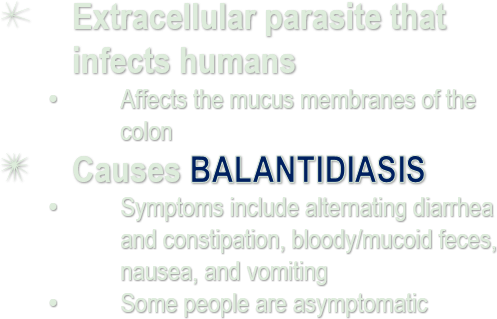 Extracellular parasite that
infects humans
• Affects the mucus membranes of the
colon
Causes BALANTIDIASIS
• Symptoms include alternating diarrhea
and constipation, bloody/mucoid feces,
nausea, and vomiting
• Some people are asymptomatic